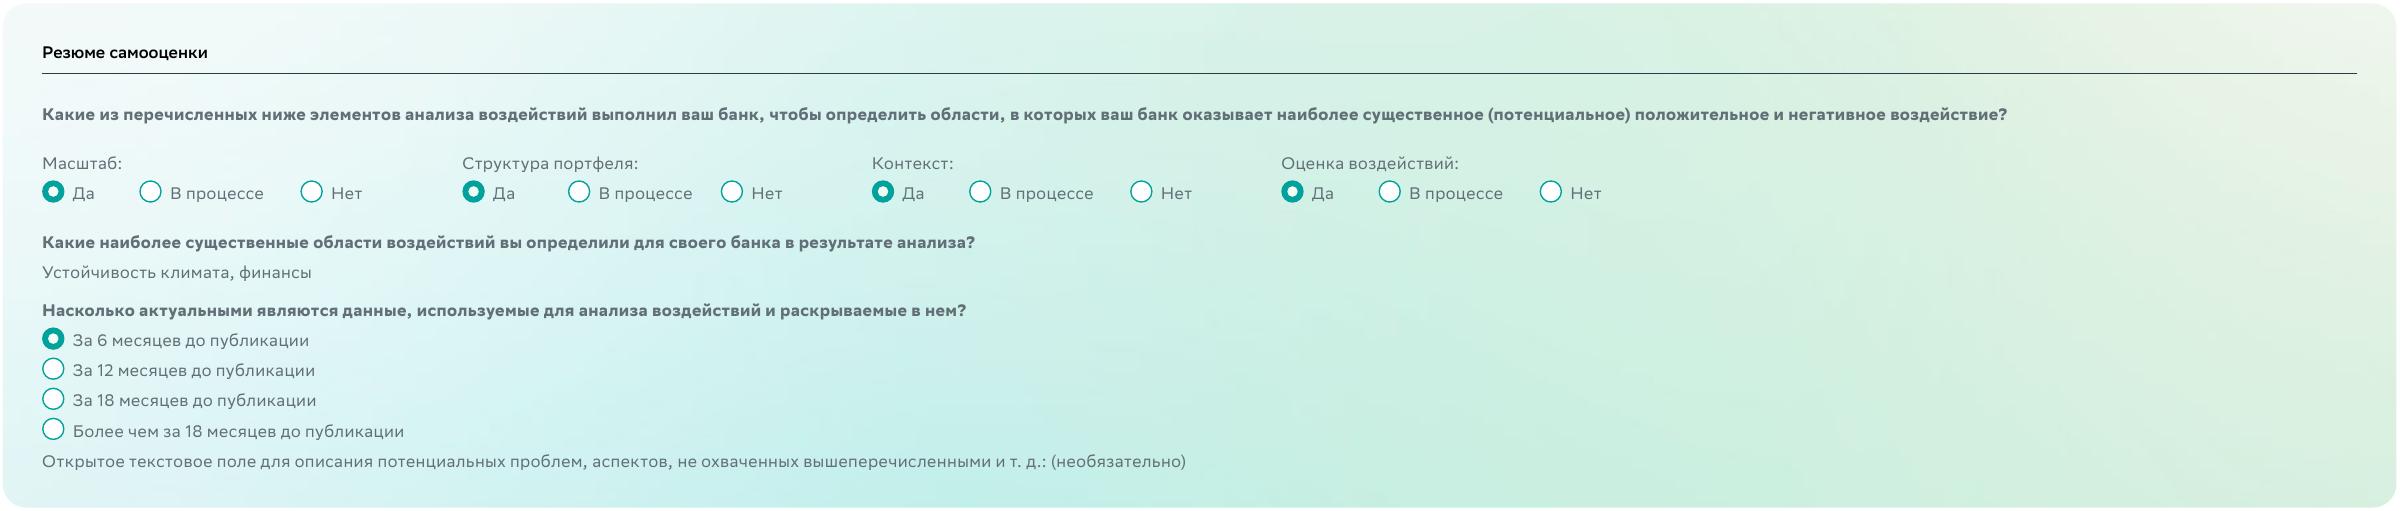 Резюме самооценки
Какие из перечисленных ниже элементов анализа воздействий выполнил ваш банк, чтобы определить области, в которых ваш банк оказывает наиболее существенное (потенциальное) положительное и негативное воздействие?
Масштаб: Структура портфеля: Контекст: Оценка воздействий:
Да В процессе Нет Да В процессе Нет Да В процессе Нет Да В процессе Нет
Какие наиболее существенные области воздействий вы определили для своего банка в результате анализа?
Устойчивость климата, финансы
Насколько актуальными являются данные, используемые для анализа воздействий и раскрываемые в нем?
За 6 месяцев до публикации
За 12 месяцев до публикации
За 18 месяцев до публикации
Более чем за 18 месяцев до публикации
Открытое текстовое поле для описания потенциальных проблем, аспектов, не охваченных вышеперечисленными и т. д.: (необязательно)